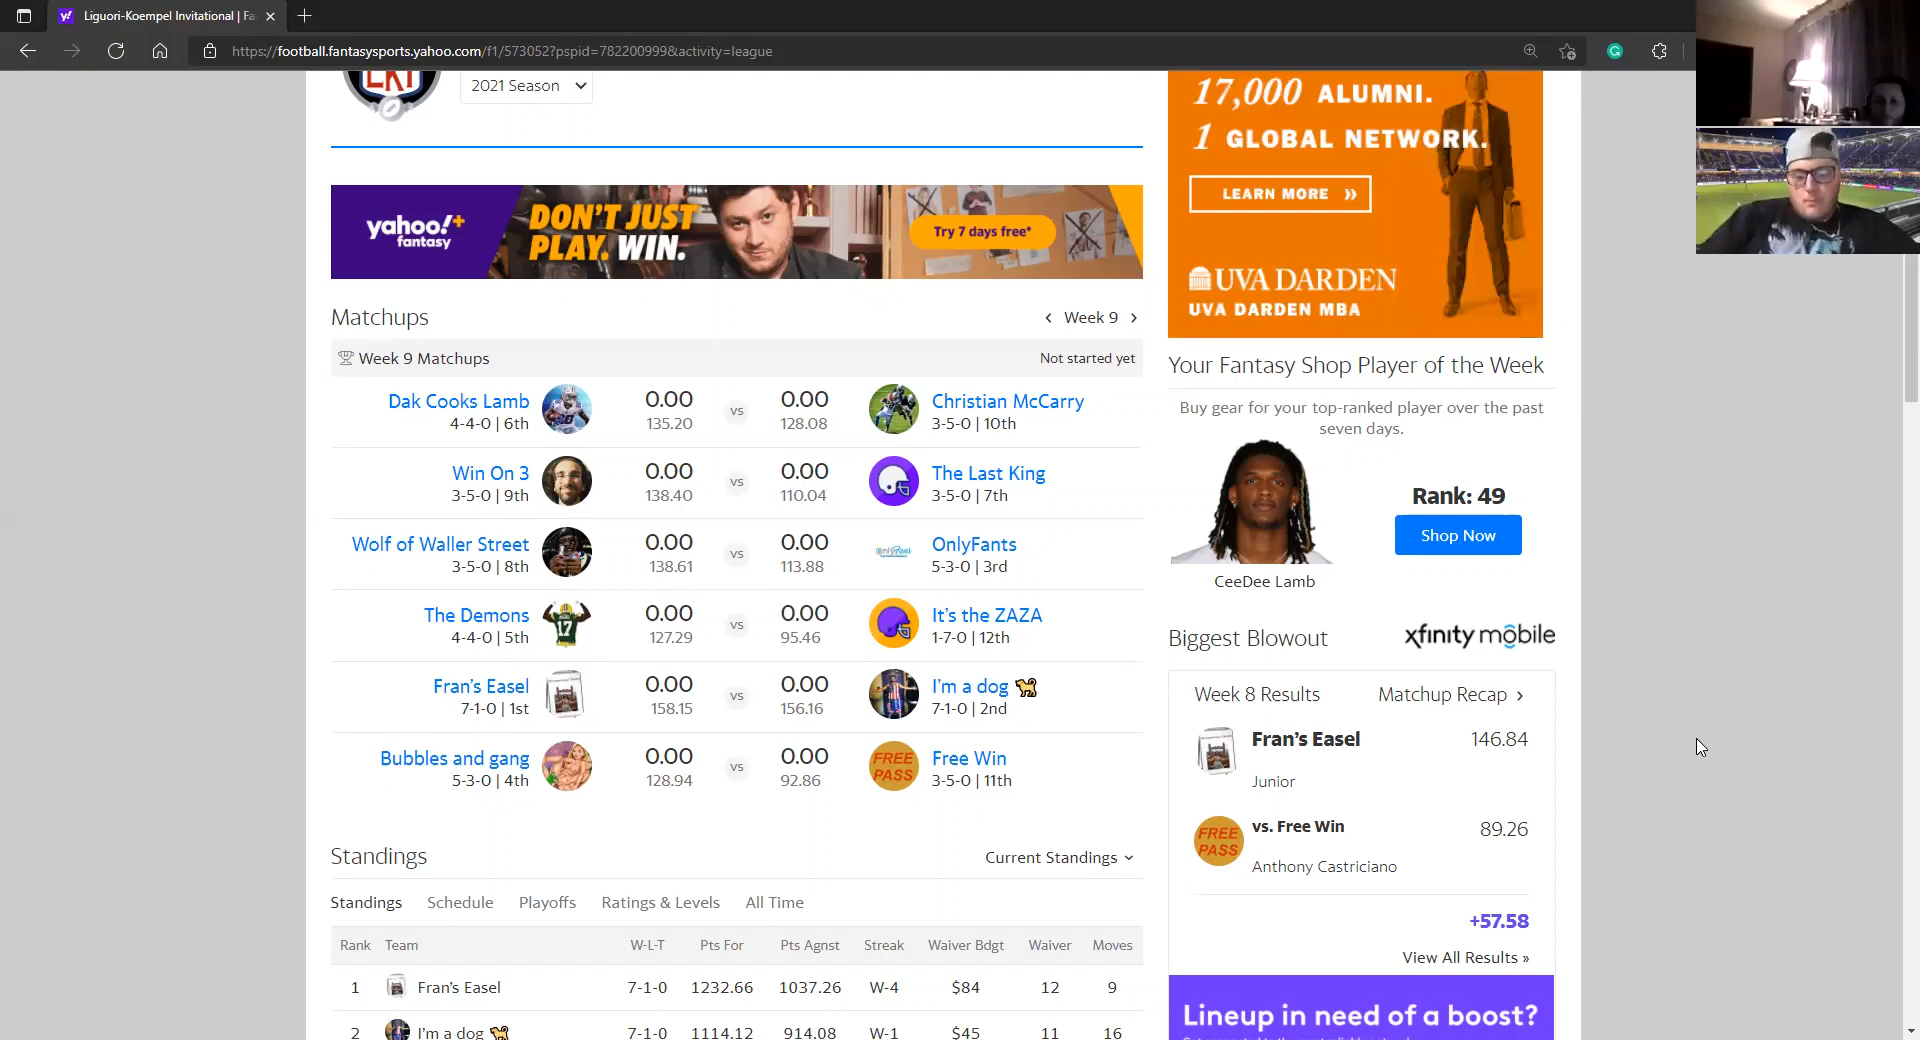 Liguori-Koempel Invitational | Fa
https://football.fantasysports.yahoo.com/f1/573052?pspid=782200999&activity=league
LKI
2021 Season
17,000 ALUMNI.
1 GLOBAL NETWORK.
LEARN MORE »
UVA DARDEN
UVA DARDEN MBA
yahoo!+
fantasy
DON'T JUST
PLAY. WIN.
Try 7 days free*
Matchups
‹ Week 9 ›
Week 9 Matchups Not started yet
Dak Cooks Lamb 0.00 vs 0.00 Christian McCarry
4-4-0 | 6th 135.20 128.08 3-5-0 | 10th
Win On 3 0.00 vs 0.00 The Last King
3-5-0 | 9th 138.40 110.04 3-5-0 | 7th
Wolf of Waller Street 0.00 vs 0.00 OnlyFants
3-5-0 | 8th 138.61 113.88 5-3-0 | 3rd
The Demons 17 0.00 vs 0.00 It's the ZAZA
4-4-0 | 5th 127.29 95.46 1-7-0 | 12th
Fran's Easel 0.00 vs 0.00 I'm a dog 🐕
7-1-0 | 1st 158.15 156.16 7-1-0 | 2nd
Bubbles and gang 0.00 vs 0.00 FREE PASS Free Win
5-3-0 | 4th 128.94 92.86 3-5-0 | 11th
Standings
Current Standings
Standings Schedule Playoffs Ratings & Levels All Time
Rank Team W-L-T Pts For Pts Agnst Streak Waiver Bdgt Waiver Moves
1 Fran's Easel 7-1-0 1232.66 1037.26 W-4 $84 12 9
2 I'm a dog 🐕 7-1-0 1114.12 914.08 W-1 $45 11 16
Your Fantasy Shop Player of the Week
Buy gear for your top-ranked player over the past
seven days.
Rank: 49
Shop Now
CeeDee Lamb
Biggest Blowout xfinity mobile
Week 8 Results Matchup Recap ›
Fran's Easel 146.84
Junior
FREE PASS vs. Free Win 89.26
Anthony Castriciano
+57.58
View All Results »
Lineup in need of a boost?